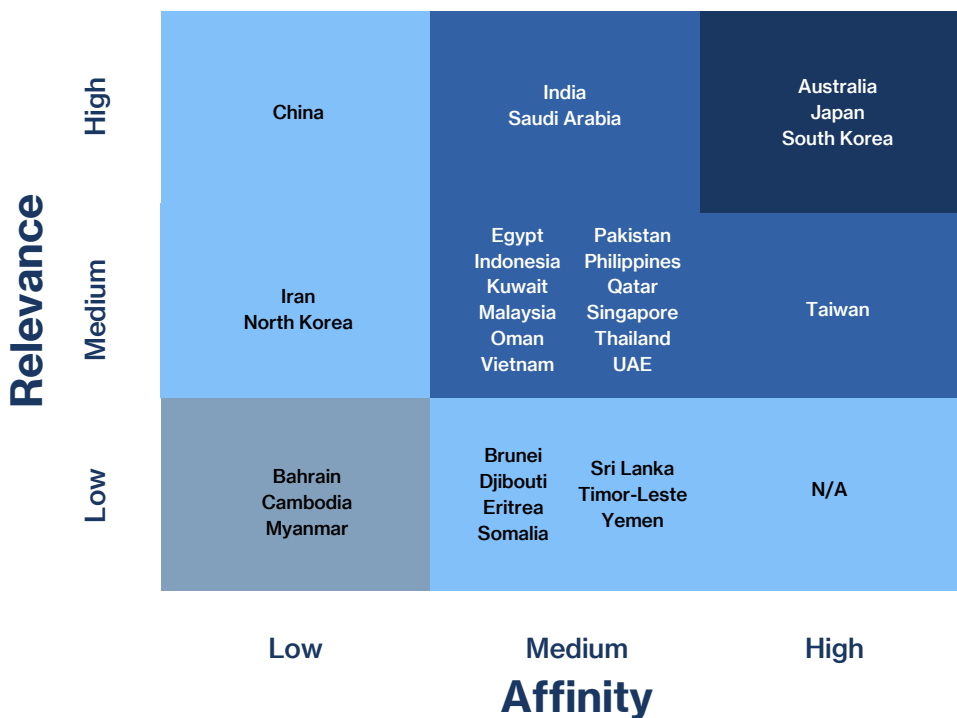 Relevance
High
China
India
Saudi Arabia
Australia
Japan
South Korea
Medium
Iran
North Korea
Egypt
Indonesia
Kuwait
Malaysia
Oman
Vietnam
Pakistan
Philippines
Qatar
Singapore
Thailand
UAE
Taiwan
Low
Bahrain
Cambodia
Myanmar
Brunei
Djibouti
Eritrea
Somalia
Sri Lanka
Timor-Leste
Yemen
N/A
Low
Medium
High
Affinity